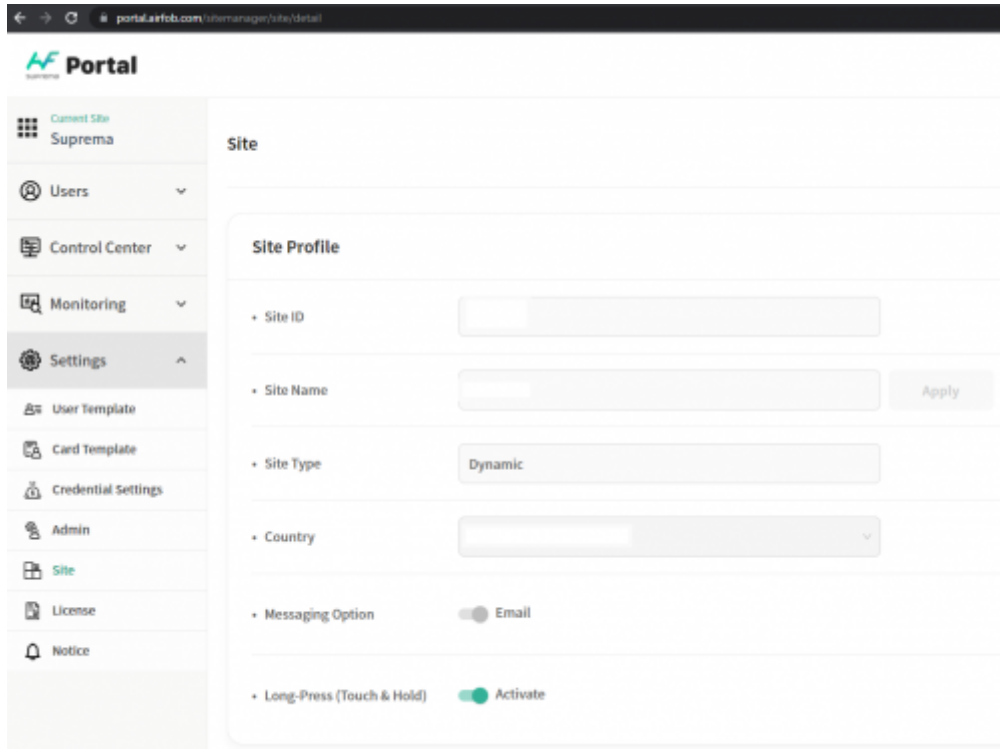 portal.airfob.com/sitemanager/site/detail
suprema
Portal
Current Site
Suprema
Users
Control Center
Monitoring
Settings
User Template
Card Template
Credential Settings
Admin
Site
License
Notice
Site
Site Profile
• Site ID
• Site Name
Apply
• Site Type
Dynamic
• Country
• Messaging Option
Email
• Long-Press (Touch & Hold)
Activate